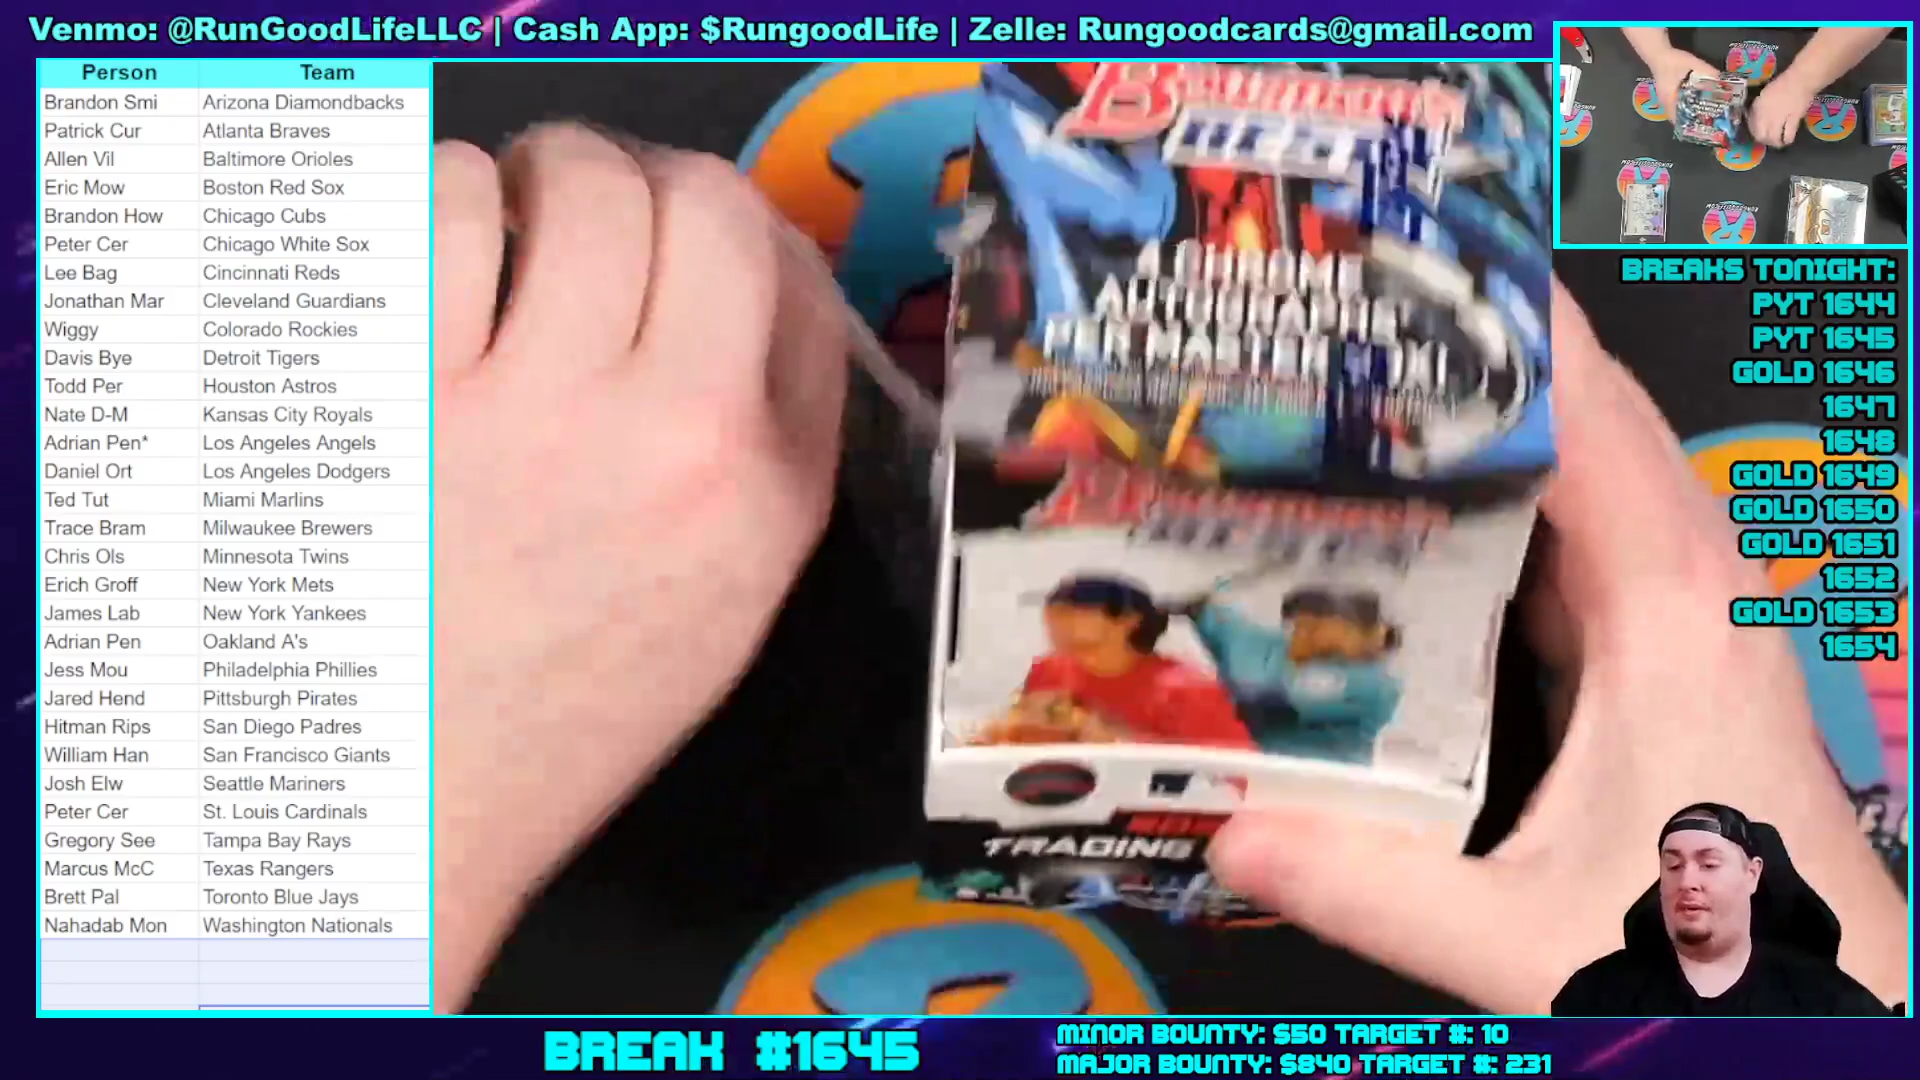 Venmo: @RunGoodLifeLLC | Cash App: $RungoodLife | Zelle: Rungoodcards@gmail.com
Person Team
Brandon Smi Arizona Diamondbacks
Patrick Cur Atlanta Braves
Allen Vil Baltimore Orioles
Eric Mow Boston Red Sox
Brandon How Chicago Cubs
Peter Cer Chicago White Sox
Lee Bag Cincinnati Reds
Jonathan Mar Cleveland Guardians
Wiggy Colorado Rockies
Davis Bye Detroit Tigers
Todd Per Houston Astros
Nate D-M Kansas City Royals
Adrian Pen* Los Angeles Angels
Daniel Ort Los Angeles Dodgers
Ted Tut Miami Marlins
Trace Bram Milwaukee Brewers
Chris Ols Minnesota Twins
Erich Groff New York Mets
James Lab New York Yankees
Adrian Pen Oakland A's
Jess Mou Philadelphia Phillies
Jared Hend Pittsburgh Pirates
Hitman Rips San Diego Padres
William Han San Francisco Giants
Josh Elw Seattle Mariners
Peter Cer St. Louis Cardinals
Gregory See Tampa Bay Rays
Marcus McC Texas Rangers
Brett Pal Toronto Blue Jays
Nahadab Mon Washington Nationals
CHROME
AUTOGRAPHS
PER MASTER BOX!
TRADING
BREAKS TONIGHT:
PYT 1644
PYT 1645
GOLD 1646
1647
1648
GOLD 1649
GOLD 1650
GOLD 1651
1652
GOLD 1653
1654
BREAK #1645
MINOR BOUNTY: $50 TARGET #: 10
MAJOR BOUNTY: $840 TARGET #: 231